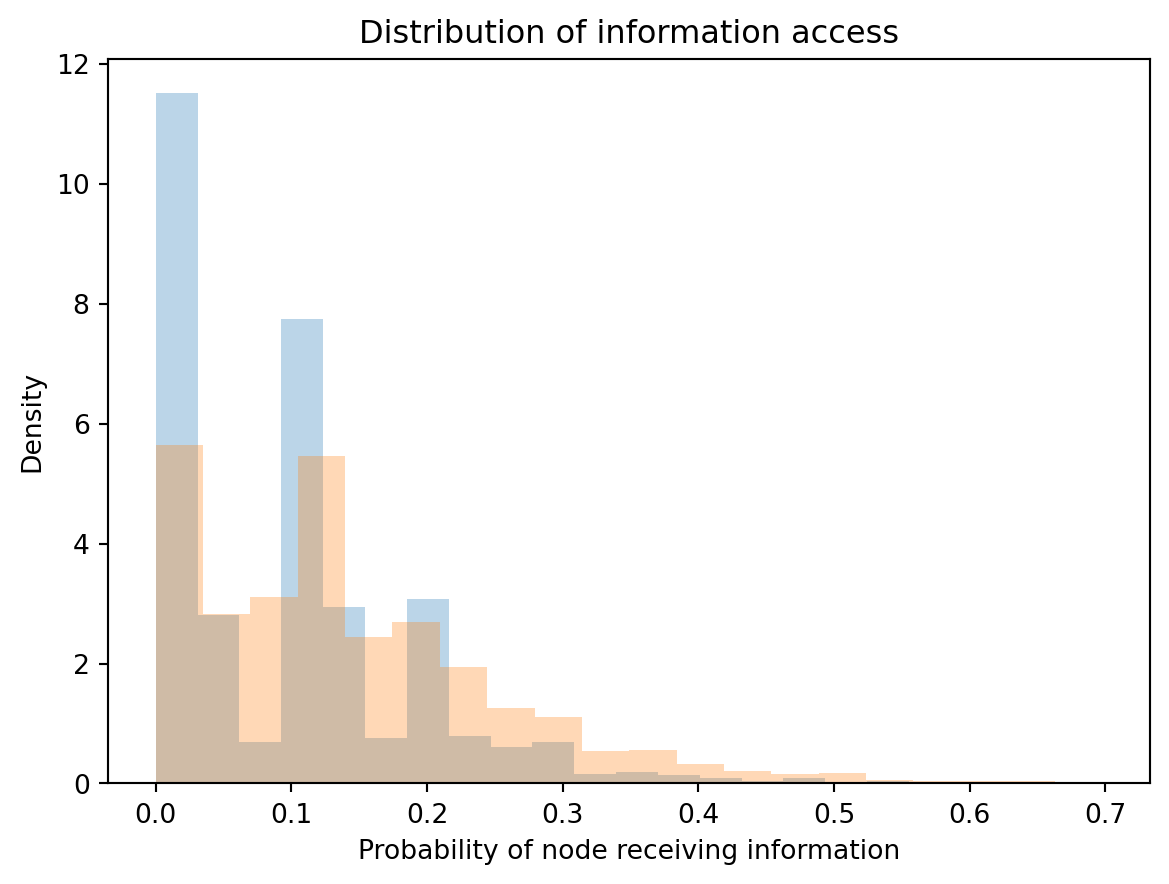 Distribution of information access
12
10
8
6
4
2
0
Density
0.0 0.1 0.2 0.3 0.4 0.5 0.6 0.7
Probability of node receiving information